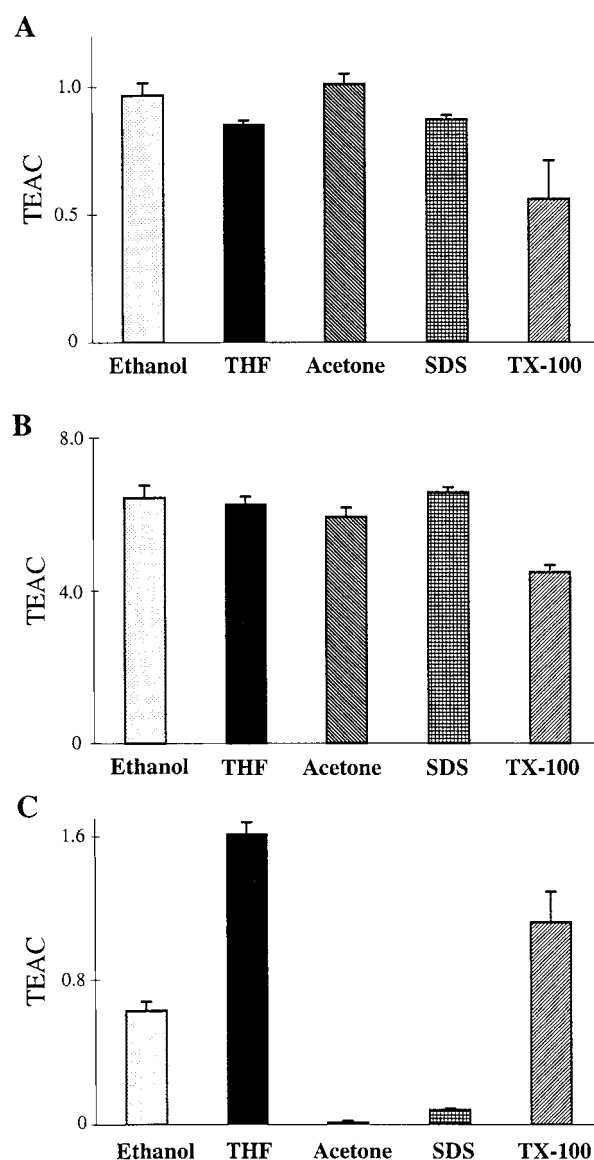 A
1.0
0.5
0
TEAC
Ethanol THF Acetone SDS TX-100
B
8.0
4.0
0
TEAC
Ethanol THF Acetone SDS TX-100
C
1.6
0.8
0
TEAC
Ethanol THF Acetone SDS TX-100